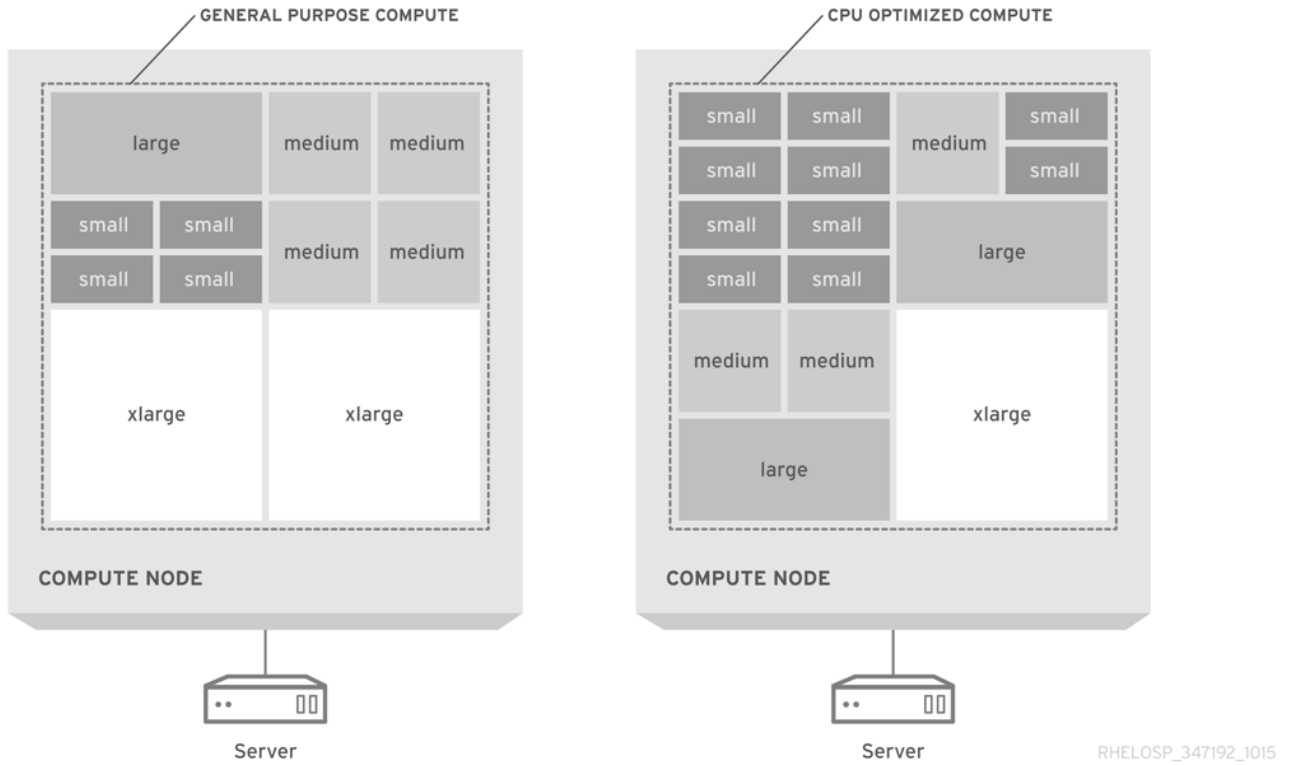 GENERAL PURPOSE COMPUTE
large
medium
medium
small
small
medium
medium
small
small
xlarge
xlarge
COMPUTE NODE
Server
CPU OPTIMIZED COMPUTE
small
small
medium
small
small
small
small
small
small
large
small
small
medium
medium
xlarge
large
COMPUTE NODE
Server
RHELOSP_347192_1015